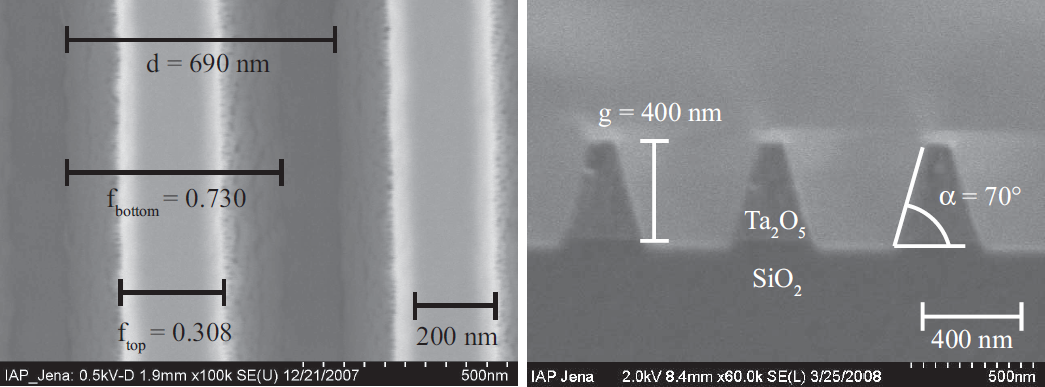 d = 690 nm
f bottom = 0.730
f top = 0.308
200 nm
IAP_Jena: 0.5kV-D 1.9mm x100k SE(U) 12/21/2007 500nm
g = 400 nm
α = 70°
Ta₂O₅
SiO₂
400 nm
IAP Jena 2.0kV 8.4mm x60.0k SE(L) 3/25/2008 500nm